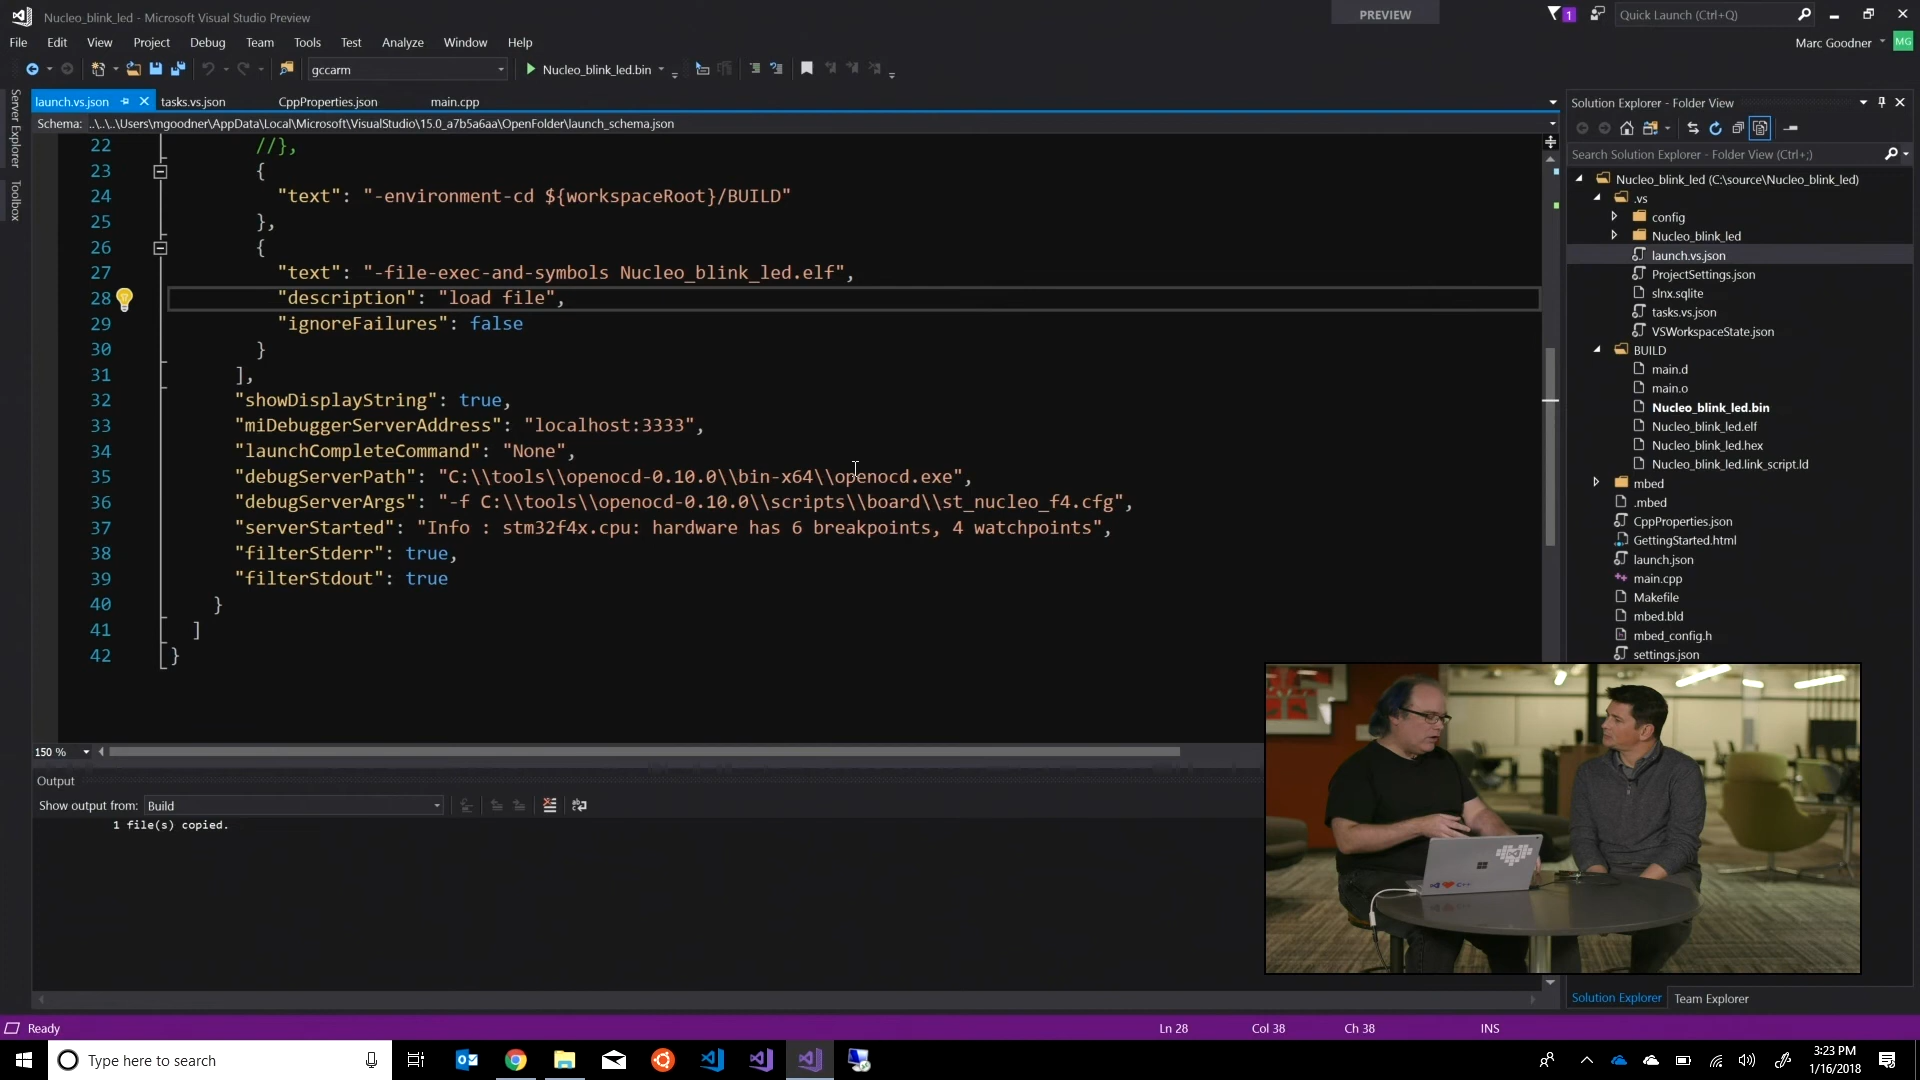 Nucleo_blink_led - Microsoft Visual Studio Preview
PREVIEW
1
Quick Launch (Ctrl+Q)
File Edit View Project Debug Team Tools Test Analyze Window Help
Marc Goodner MG
gccarm
Nucleo_blink_led.bin
Server Explorer
Toolbox
launch.vs.json tasks.vs.json CppProperties.json main.cpp
Schema: ..\..\..\Users\mgoodner\AppData\Local\Microsoft\VisualStudio\15.0_a7b5a6aa\OpenFolder\launch_schema.json
22 //},
23 {
24 "text": "-environment-cd ${workspaceRoot}/BUILD"
25 },
26 {
27 "text": "-file-exec-and-symbols Nucleo_blink_led.elf",
28 "description": "load file",
29 "ignoreFailures": false
30 }
31 ],
32 "showDisplayString": true,
33 "miDebuggerServerAddress": "localhost:3333",
34 "launchCompleteCommand": "None",
35 "debugServerPath": "C:\\tools\\openocd-0.10.0\\bin-x64\\openocd.exe",
36 "debugServerArgs": "-f C:\\tools\\openocd-0.10.0\\scripts\\board\\st_nucleo_f4.cfg",
37 "serverStarted": "Info : stm32f4x.cpu: hardware has 6 breakpoints, 4 watchpoints",
38 "filterStderr": true,
39 "filterStdout": true
40 }
41 ]
42 }
150 %
Output
Show output from: Build
1 file(s) copied.
Solution Explorer - Folder View
Search Solution Explorer - Folder View (Ctrl+;)
Nucleo_blink_led (C:\source\Nucleo_blink_led)
.vs
config
Nucleo_blink_led
launch.vs.json
ProjectSettings.json
slnx.sqlite
tasks.vs.json
VSWorkspaceState.json
BUILD
main.d
main.o
Nucleo_blink_led.bin
Nucleo_blink_led.elf
Nucleo_blink_led.hex
Nucleo_blink_led.link_script.ld
mbed
.mbed
CppProperties.json
GettingStarted.html
launch.json
main.cpp
Makefile
mbed.bld
mbed_config.h
settings.json
Solution Explorer Team Explorer
Ready
Ln 28 Col 38 Ch 38 INS
Type here to search
3:23 PM
1/16/2018